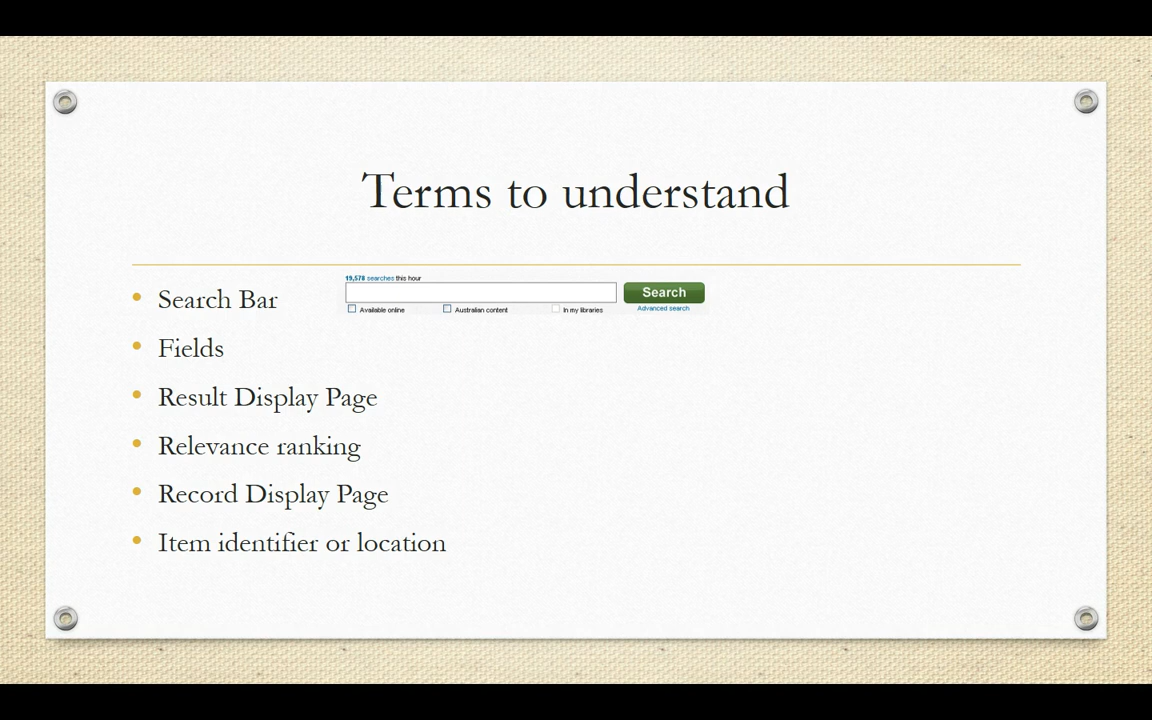 Terms to understand
19,578 searches this hour
Search Bar
Search
Available online Australian content In my libraries Advanced search
Fields
Result Display Page
Relevance ranking
Record Display Page
Item identifier or location